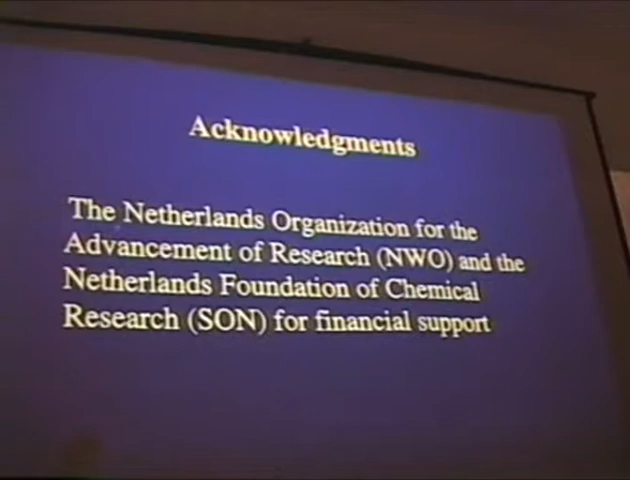 Acknowledgments
The Netherlands Organization for the
Advancement of Research (NWO) and the
Netherlands Foundation of Chemical
Research (SON) for financial support